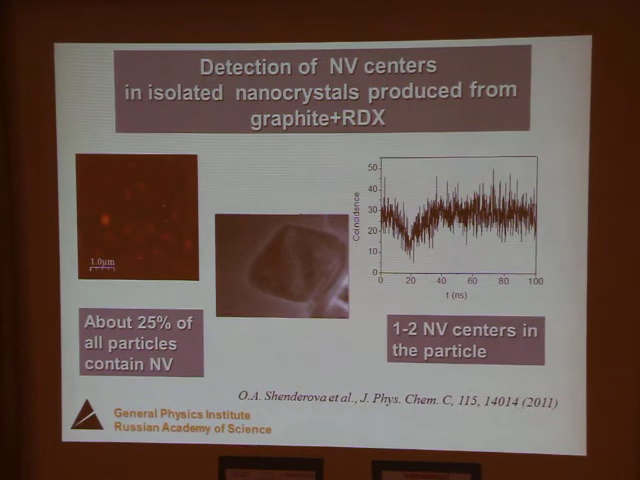 Detection of NV centers
in isolated nanocrystals produced from
graphite+RDX
1.0µm
Coincidence
50
40
30
20
10
0
0 20 40 60 80 100
t (ns)
About 25% of
all particles
contain NV
1-2 NV centers in
the particle
O.A. Shenderova et al., J. Phys. Chem. C, 115, 14014 (2011)
General Physics Institute
Russian Academy of Science